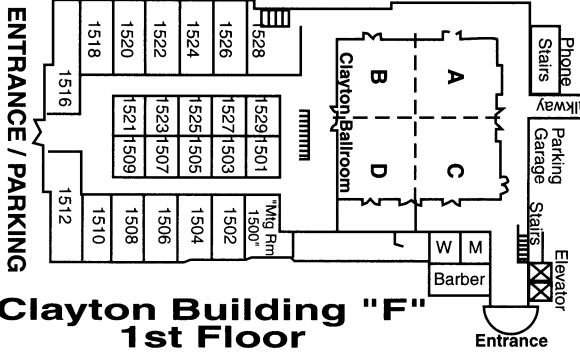 ENTRANCE / PARKING
1516
1518
1520
1522
1524
1526
1528
1521
1523
1525
1527
1529
1509
1507
1505
1503
1501
1512
1510
1508
1506
1504
1502
"Mtg Rm
1500"
Clayton Ballroom
B
A
D
C
Phone
Stairs
lkway
Parking
Garage
Stairs
Elevator
W
M
Barber
Entrance
Clayton Building "F"
1st Floor